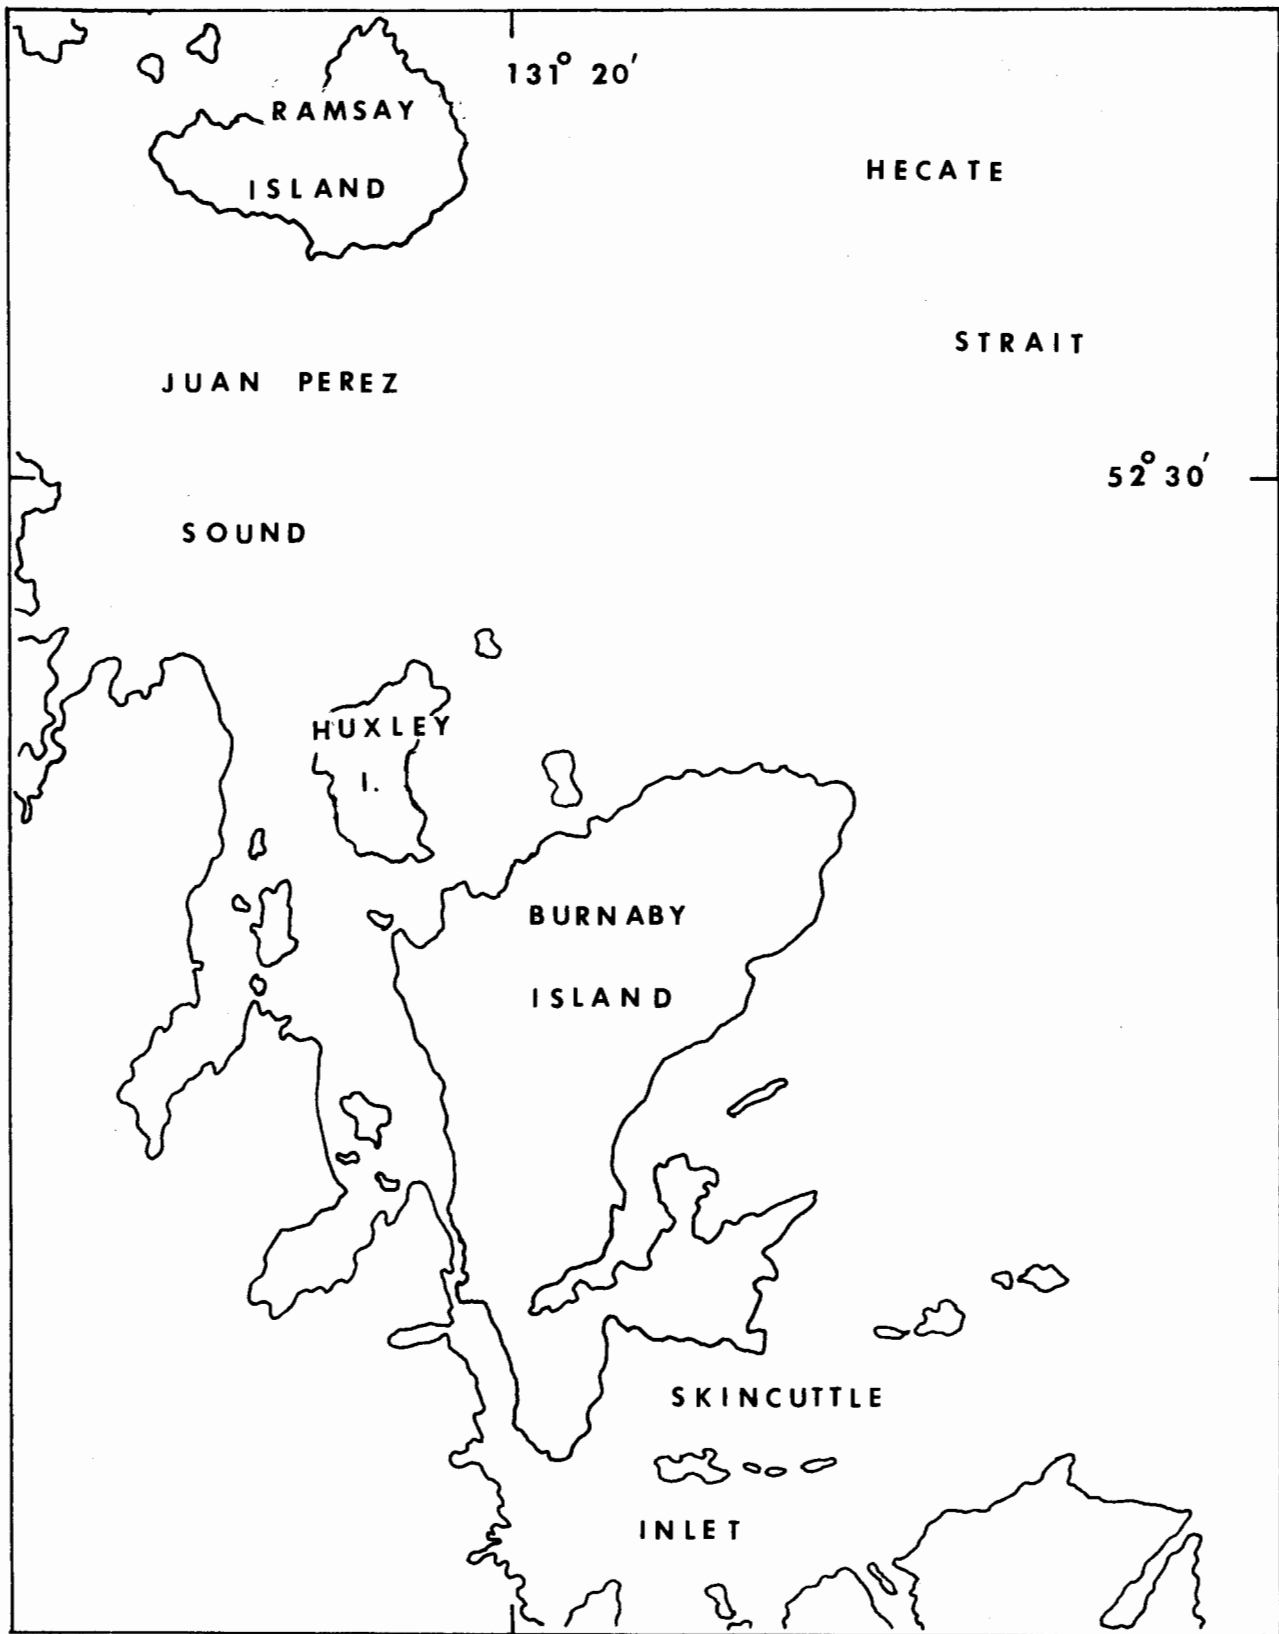 131° 20'
RAMSAY
ISLAND
HECATE
STRAIT
JUAN PEREZ
52° 30'
SOUND
HUXLEY
I.
BURNABY
ISLAND
SKINCUTTLE
INLET